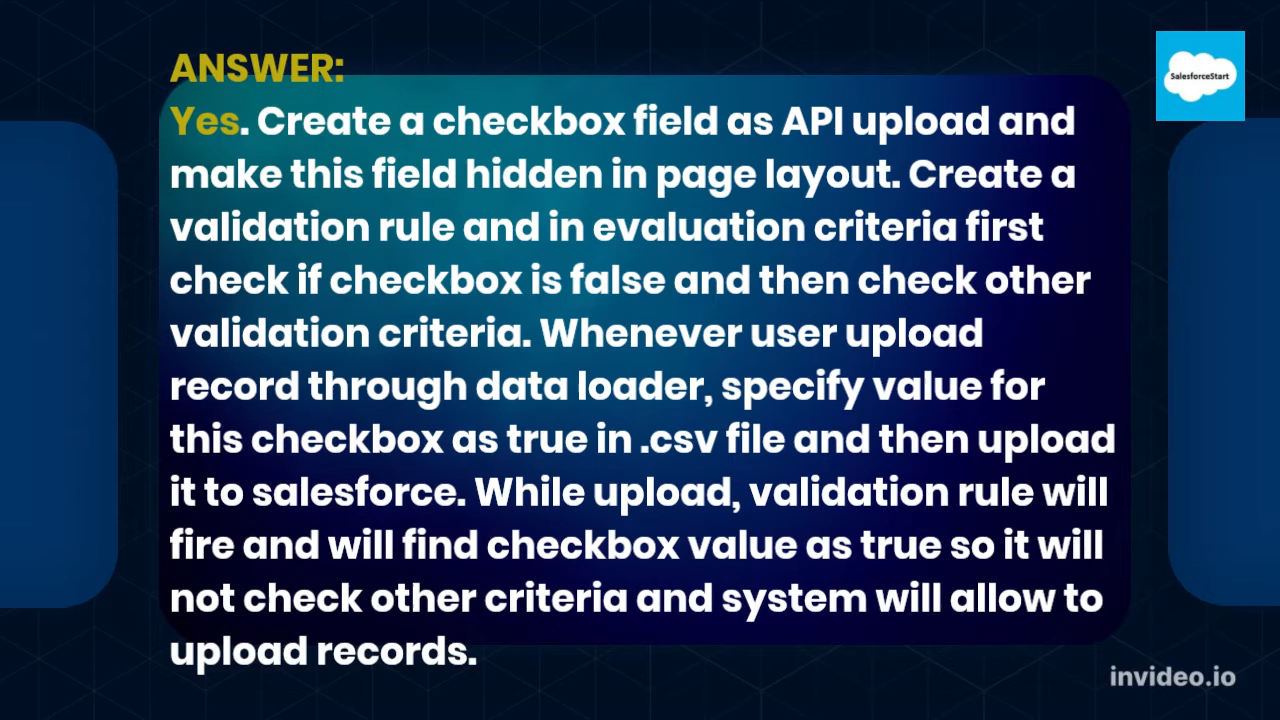 SalesforceStart
ANSWER:
Yes. Create a checkbox field as API upload and
make this field hidden in page layout. Create a
validation rule and in evaluation criteria first
check if checkbox is false and then check other
validation criteria. Whenever user upload
record through data loader, specify value for
this checkbox as true in .csv file and then upload
it to salesforce. While upload, validation rule will
fire and will find checkbox value as true so it will
not check other criteria and system will allow to
upload records.
invideo.io